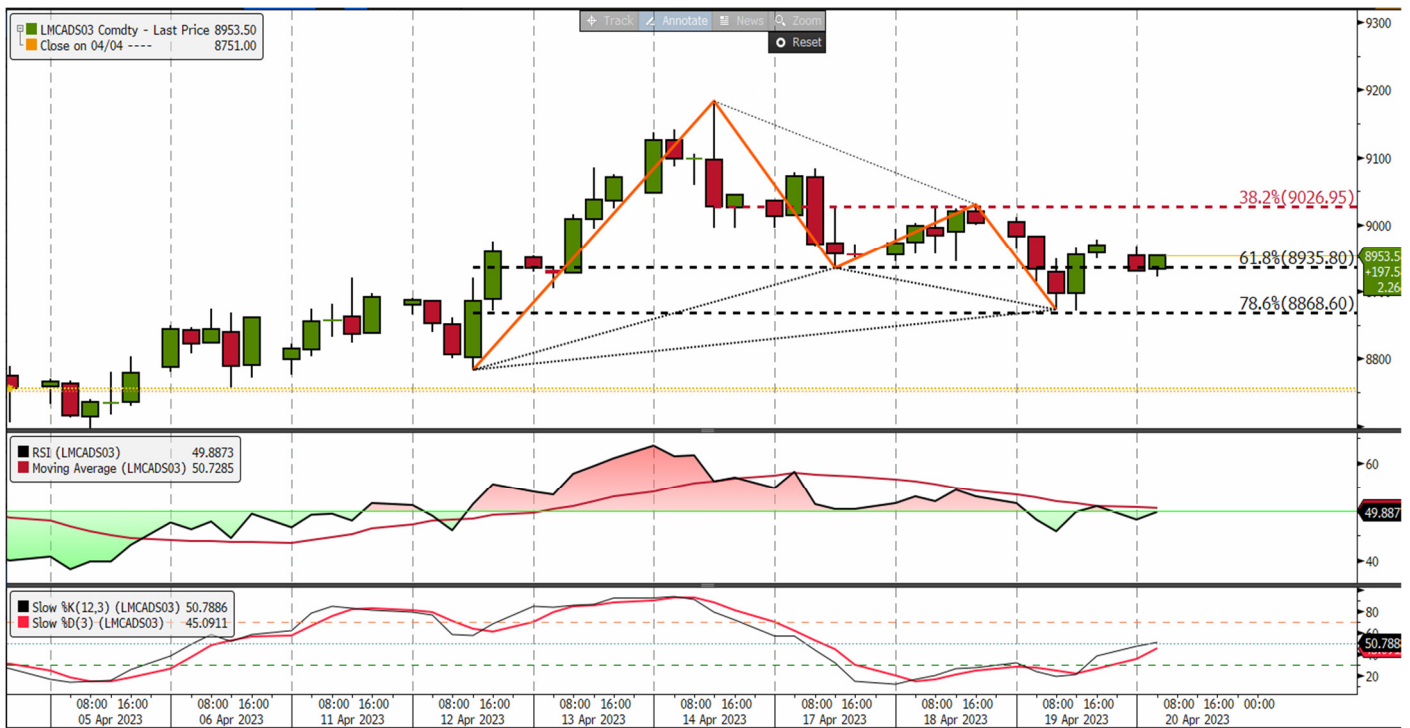 LMCADS03 Comdty - Last Price 8953.50
Close on 04/04 ---- 8751.00
Track Annotate News Zoom
Reset
9300
9200
9100
38.2%(9026.95)
9000
8953.5
61.8%(8935.80)
+197.5
2.26
78.6%(8868.60)
8800
RSI (LMCADS03) 49.8873
Moving Average (LMCADS03) 50.7285
60
49.887
40
Slow %K(12,3) (LMCADS03) 50.7886
Slow %D(3) (LMCADS03) 45.0911
80
50.788
20
08:00 16:00 08:00 16:00 08:00 16:00 08:00 16:00 08:00 16:00 08:00 16:00 08:00 16:00 08:00 16:00 08:00 16:00 08:00 16:00 00:00
05 Apr 2023 06 Apr 2023 11 Apr 2023 12 Apr 2023 13 Apr 2023 14 Apr 2023 17 Apr 2023 18 Apr 2023 19 Apr 2023 20 Apr 2023